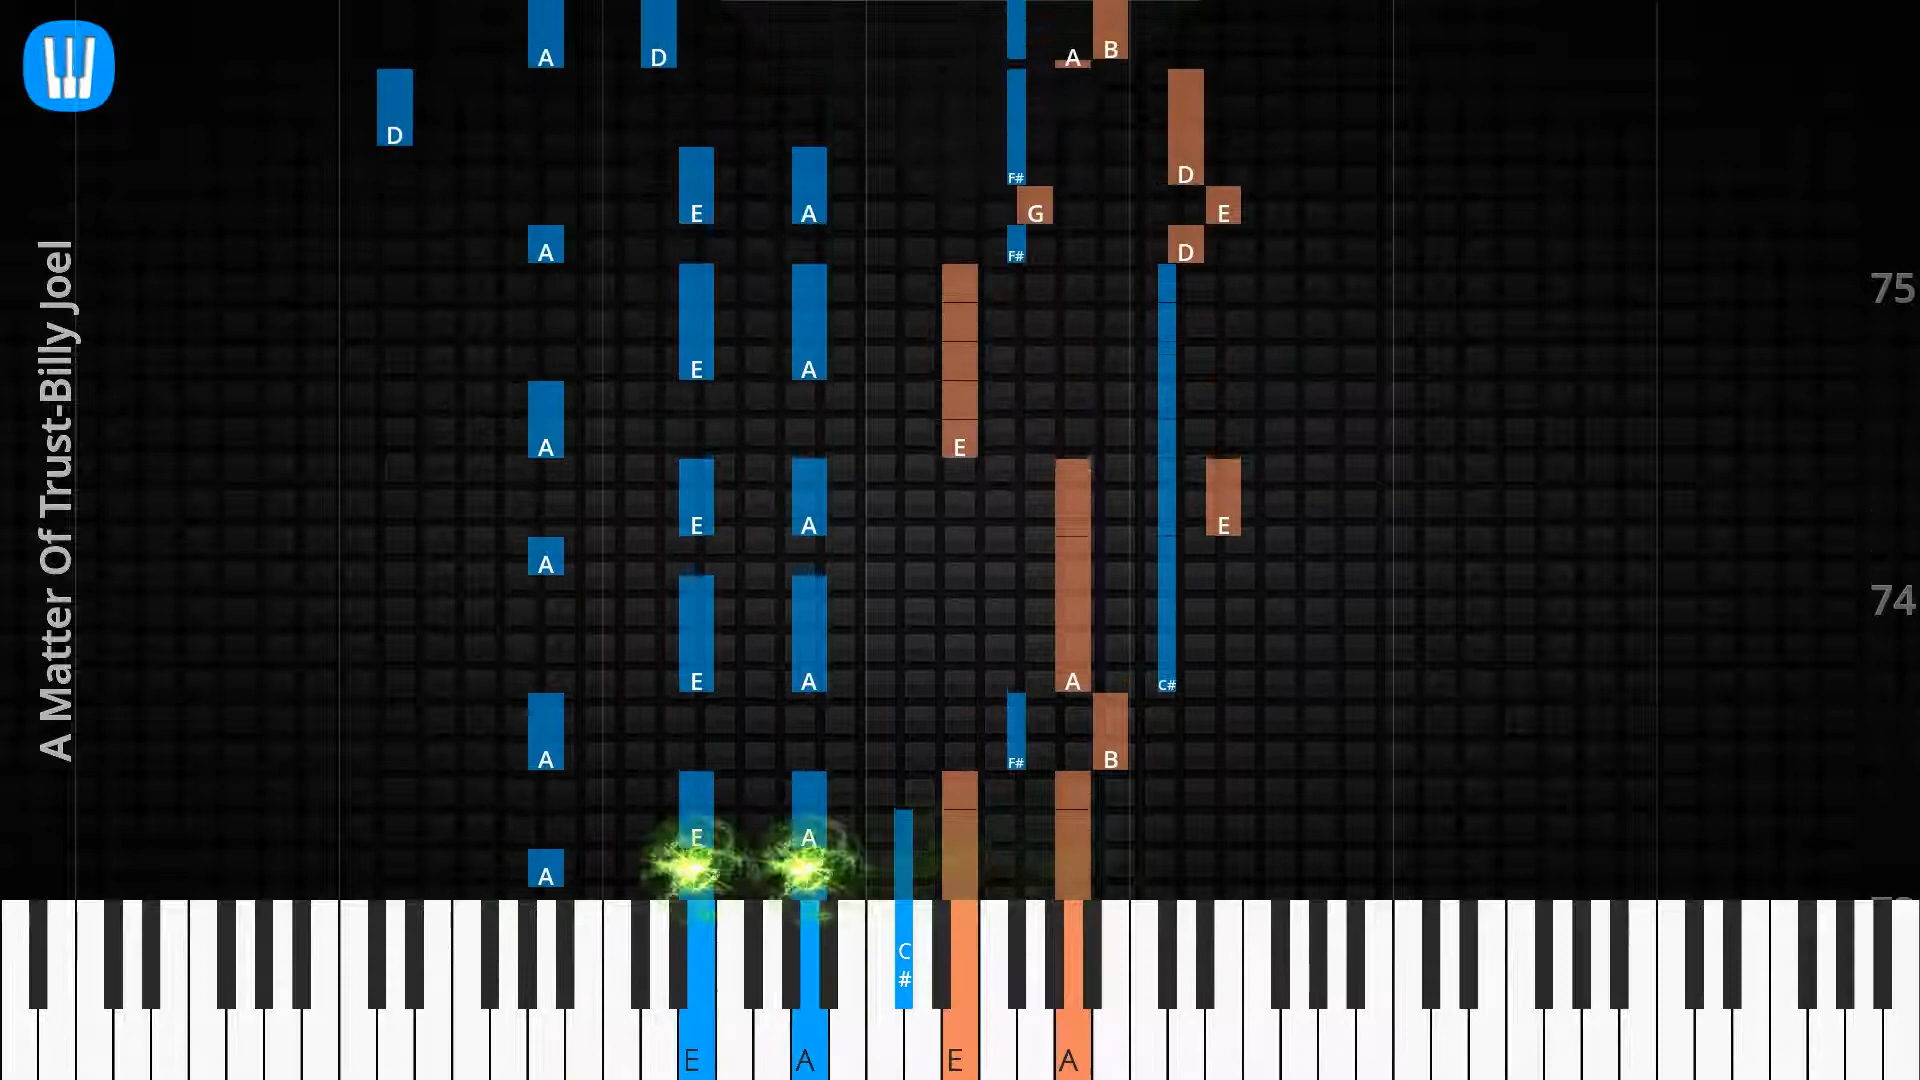 A Matter Of Trust-Billy Joel
A D A B
D D
F#
E A G E
A F# D
75
E A
A E
E A E
A
74
E A A C#
A F# B
E A
A
C
#
E A E A